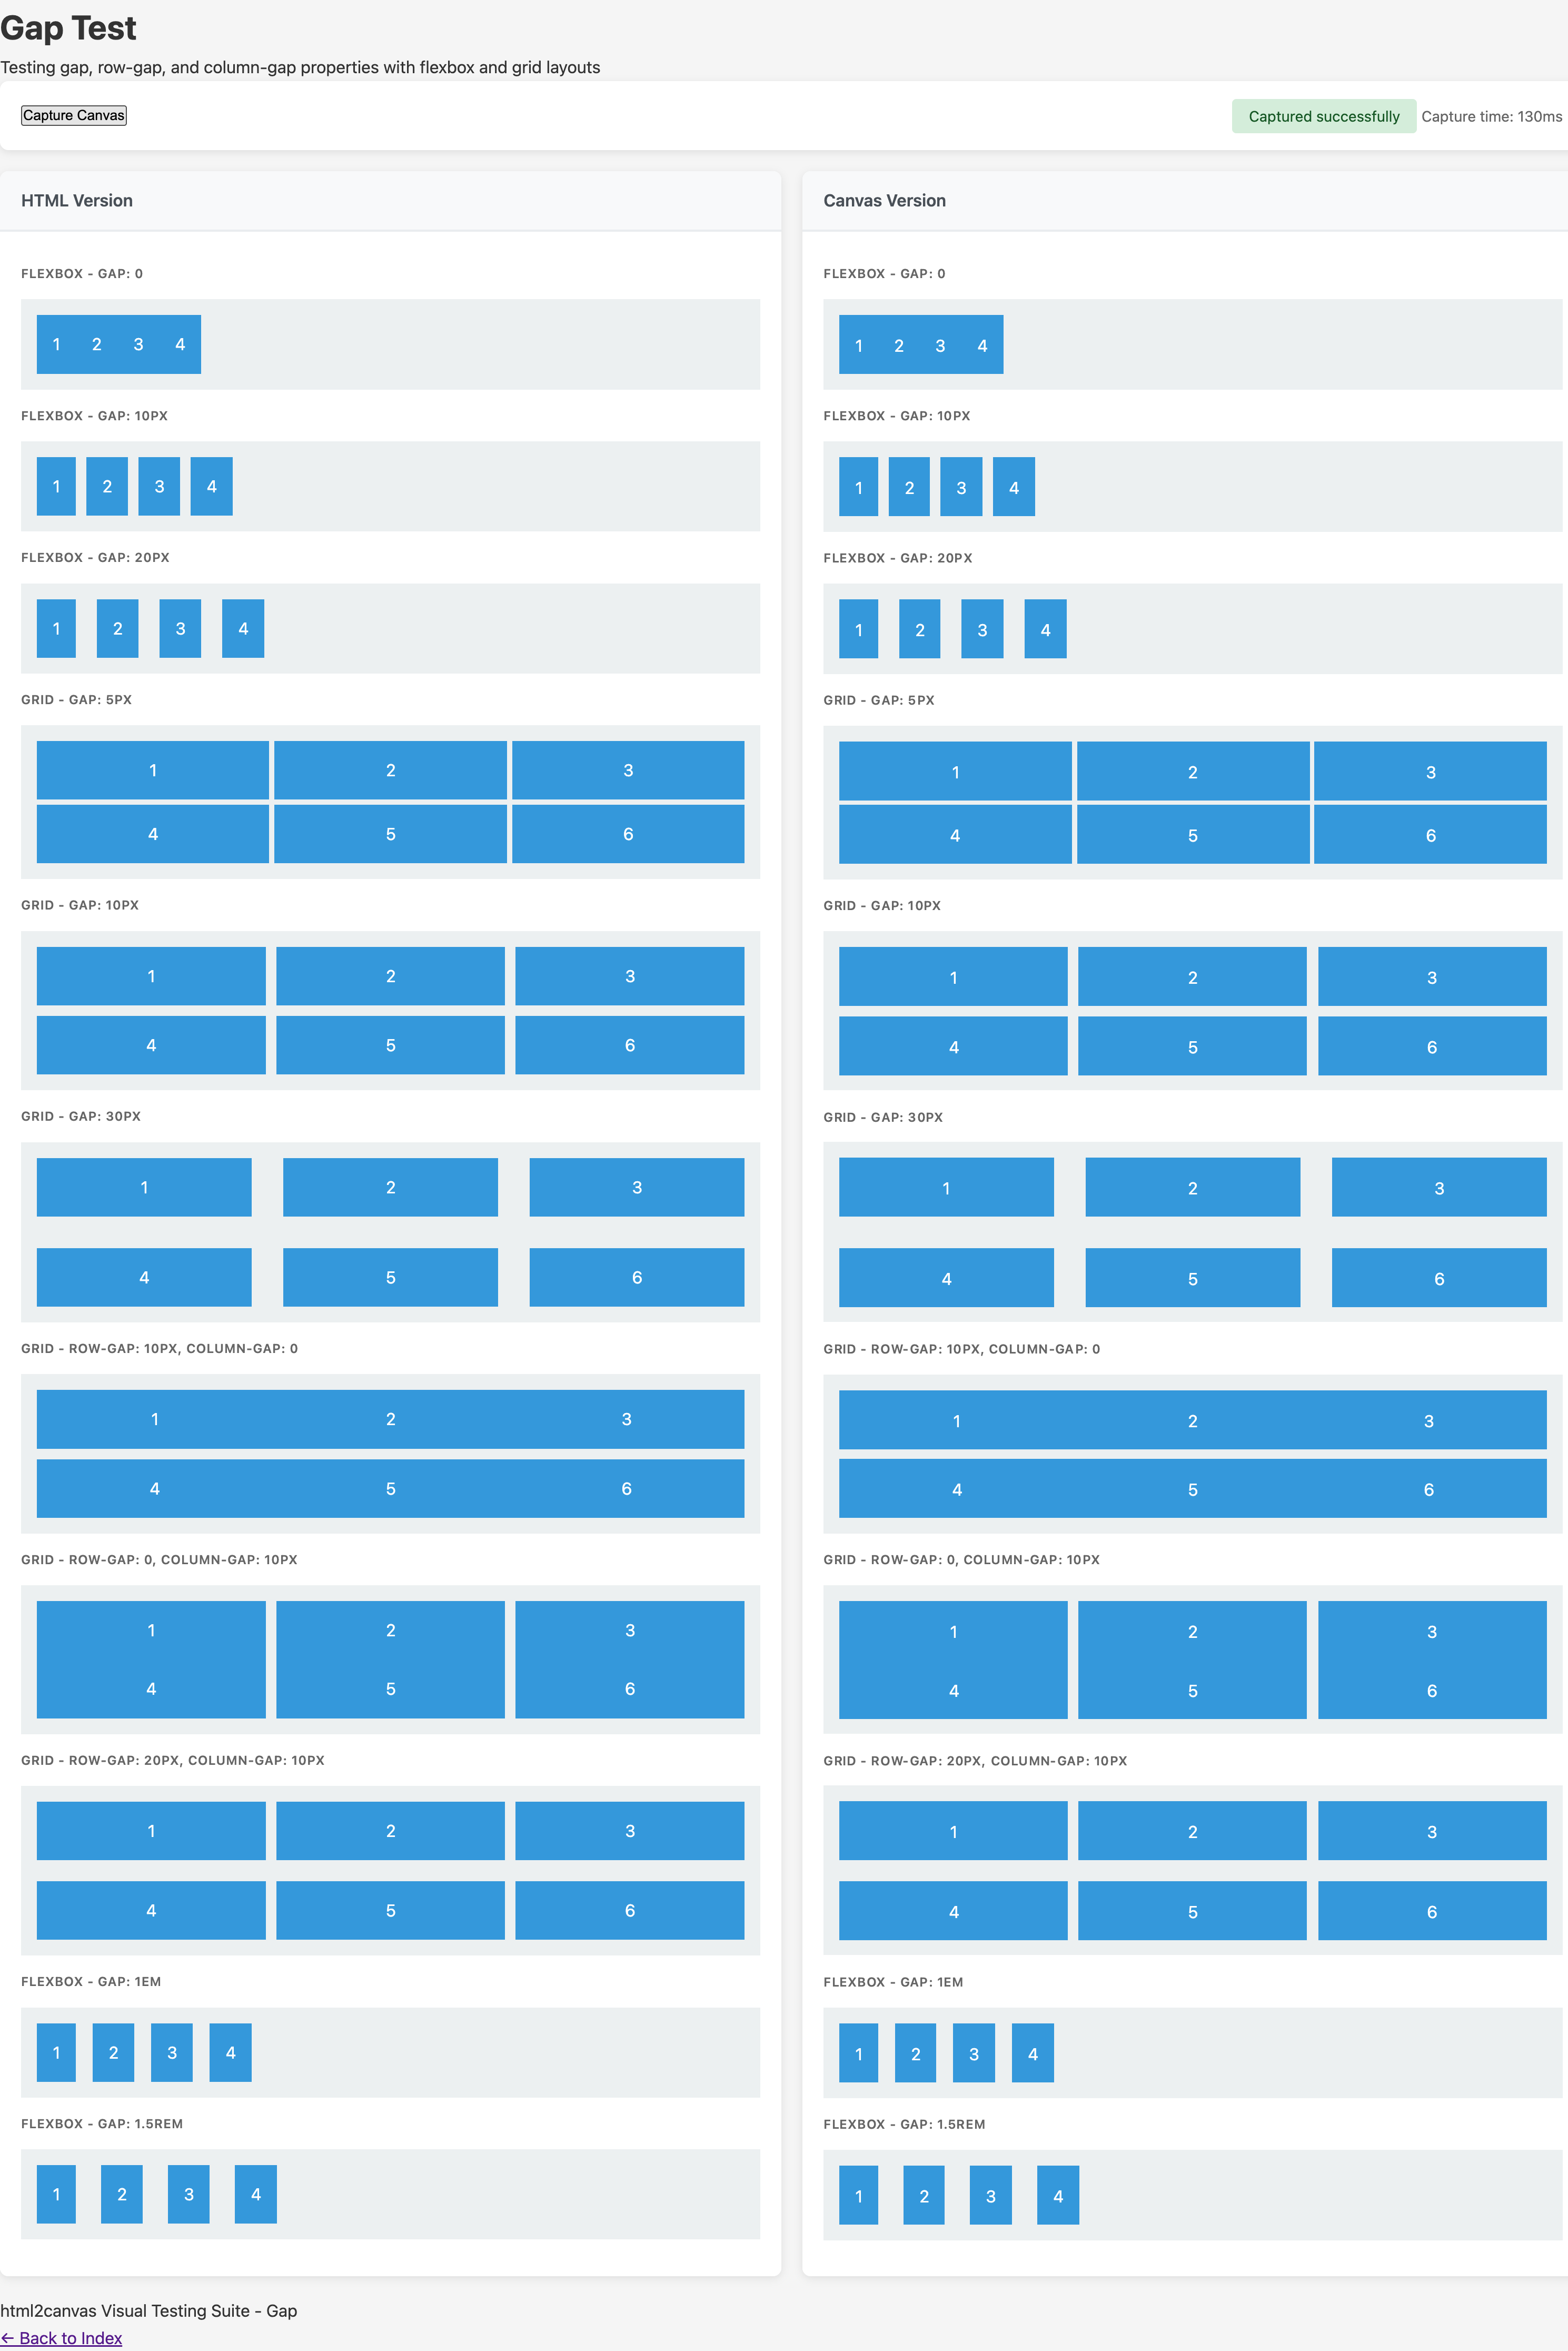 Gap Test
Testing gap, row-gap, and column-gap properties with flexbox and grid layouts
Capture Canvas
Captured successfully Capture time: 130ms
HTML Version
FLEXBOX - GAP: 0
1 2 3 4
FLEXBOX - GAP: 10PX
1 2 3 4
FLEXBOX - GAP: 20PX
1 2 3 4
GRID - GAP: 5PX
1 2 3
4 5 6
GRID - GAP: 10PX
1 2 3
4 5 6
GRID - GAP: 30PX
1 2 3
4 5 6
GRID - ROW-GAP: 10PX, COLUMN-GAP: 0
1 2 3
4 5 6
GRID - ROW-GAP: 0, COLUMN-GAP: 10PX
1 2 3
4 5 6
GRID - ROW-GAP: 20PX, COLUMN-GAP: 10PX
1 2 3
4 5 6
FLEXBOX - GAP: 1EM
1 2 3 4
FLEXBOX - GAP: 1.5REM
1 2 3 4
Canvas Version
FLEXBOX - GAP: 0
1 2 3 4
FLEXBOX - GAP: 10PX
1 2 3 4
FLEXBOX - GAP: 20PX
1 2 3 4
GRID - GAP: 5PX
1 2 3
4 5 6
GRID - GAP: 10PX
1 2 3
4 5 6
GRID - GAP: 30PX
1 2 3
4 5 6
GRID - ROW-GAP: 10PX, COLUMN-GAP: 0
1 2 3
4 5 6
GRID - ROW-GAP: 0, COLUMN-GAP: 10PX
1 2 3
4 5 6
GRID - ROW-GAP: 20PX, COLUMN-GAP: 10PX
1 2 3
4 5 6
FLEXBOX - GAP: 1EM
1 2 3 4
FLEXBOX - GAP: 1.5REM
1 2 3 4
html2canvas Visual Testing Suite - Gap
← Back to Index